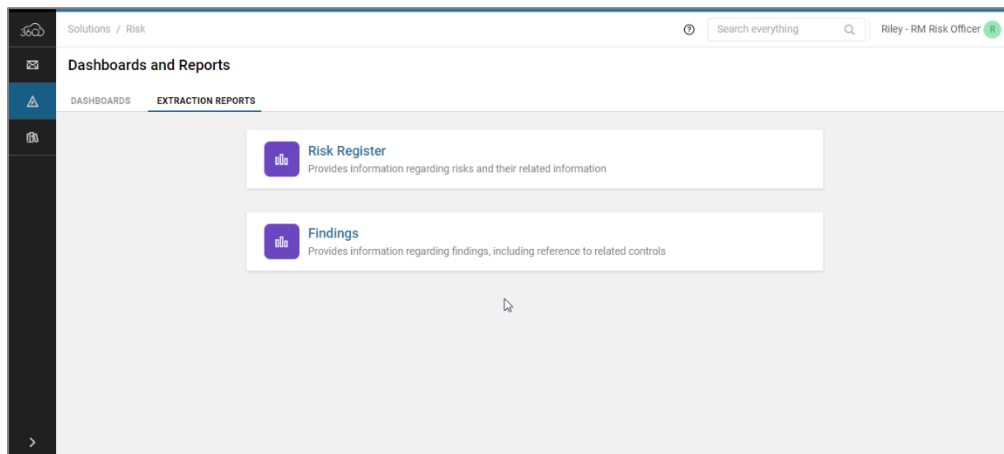 360
Solutions / Risk
Search everything
Riley - RM Risk Officer R
Dashboards and Reports
DASHBOARDS EXTRACTION REPORTS
Risk Register
Provides information regarding risks and their related information
Findings
Provides information regarding findings, including reference to related controls